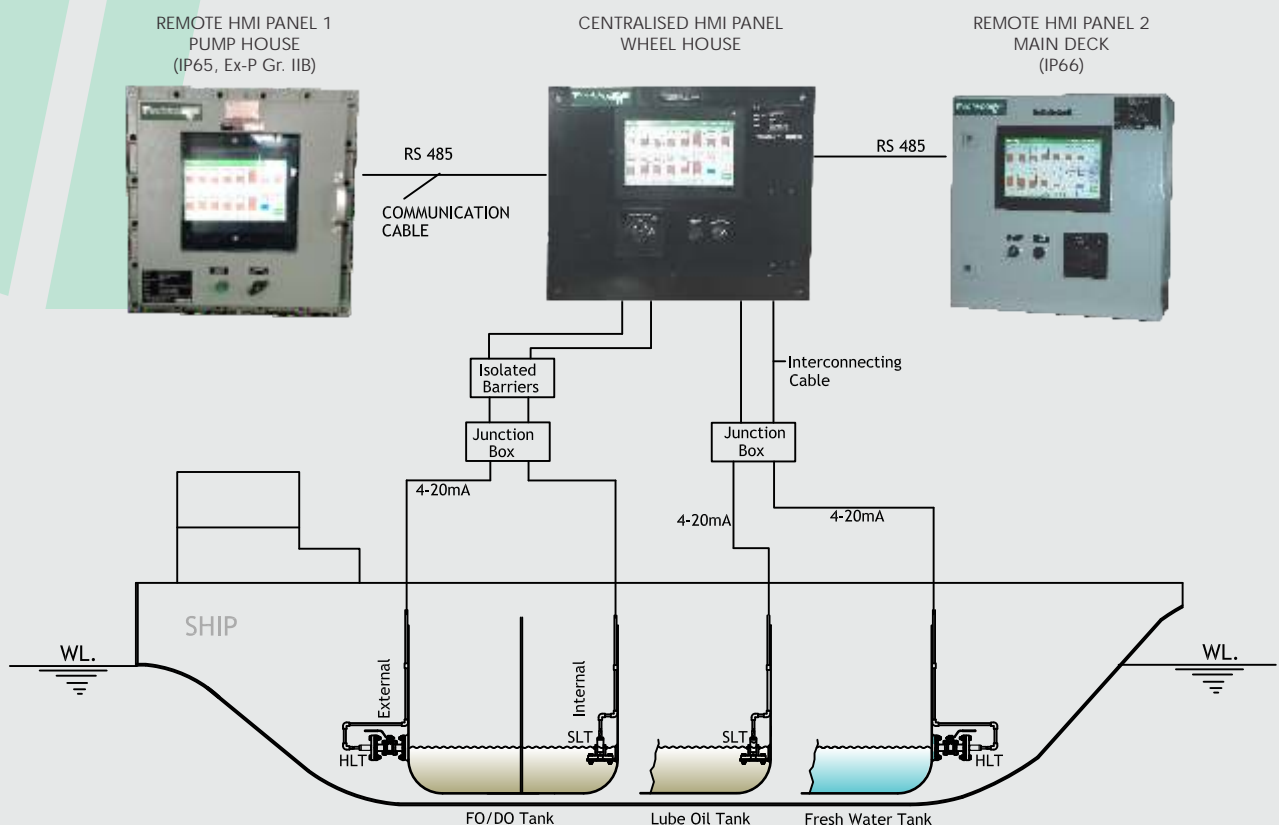 REMOTE HMI PANEL 1
PUMP HOUSE
(IP65, Ex-P Gr. IIB)
CENTRALISED HMI PANEL
WHEEL HOUSE
REMOTE HMI PANEL 2
MAIN DECK
(IP66)
RS 485
COMMUNICATION
CABLE
RS 485
Isolated
Barriers
Interconnecting
Cable
Junction
Box
Junction
Box
4-20mA
4-20mA
4-20mA
SHIP
WL.
WL.
External
Internal
HLT
SLT
SLT
HLT
FO/DO Tank
Lube Oil Tank
Fresh Water Tank